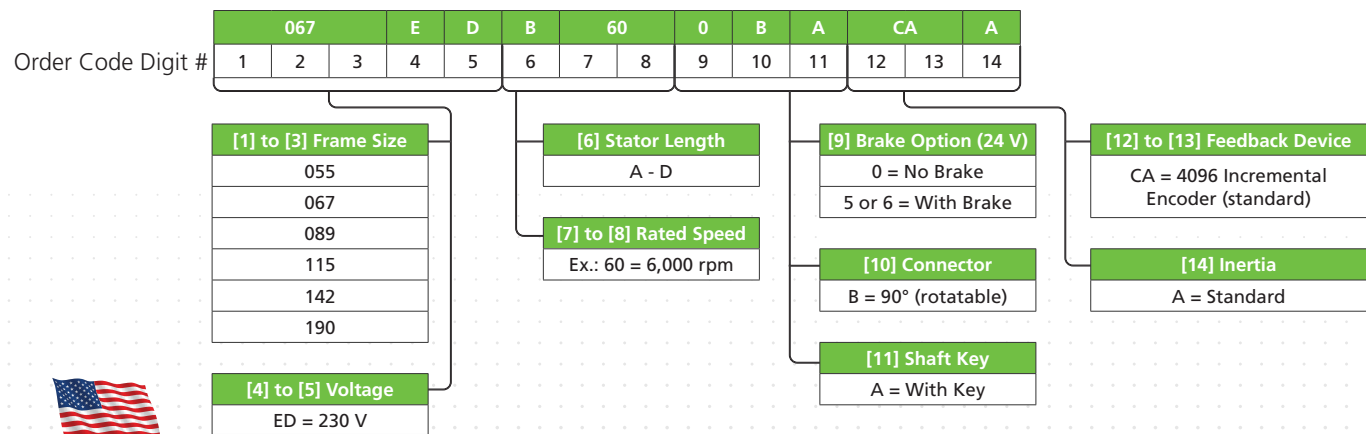 067 E D B 60 0 B A CA A
Order Code Digit # 1 2 3 4 5 6 7 8 9 10 11 12 13 14
[1] to [3] Frame Size
055
067
089
115
142
190
[4] to [5] Voltage
ED = 230 V
[6] Stator Length
A - D
[7] to [8] Rated Speed
Ex.: 60 = 6,000 rpm
[9] Brake Option (24 V)
0 = No Brake
5 or 6 = With Brake
[10] Connector
B = 90° (rotatable)
[11] Shaft Key
A = With Key
[12] to [13] Feedback Device
CA = 4096 Incremental
Encoder (standard)
[14] Inertia
A = Standard